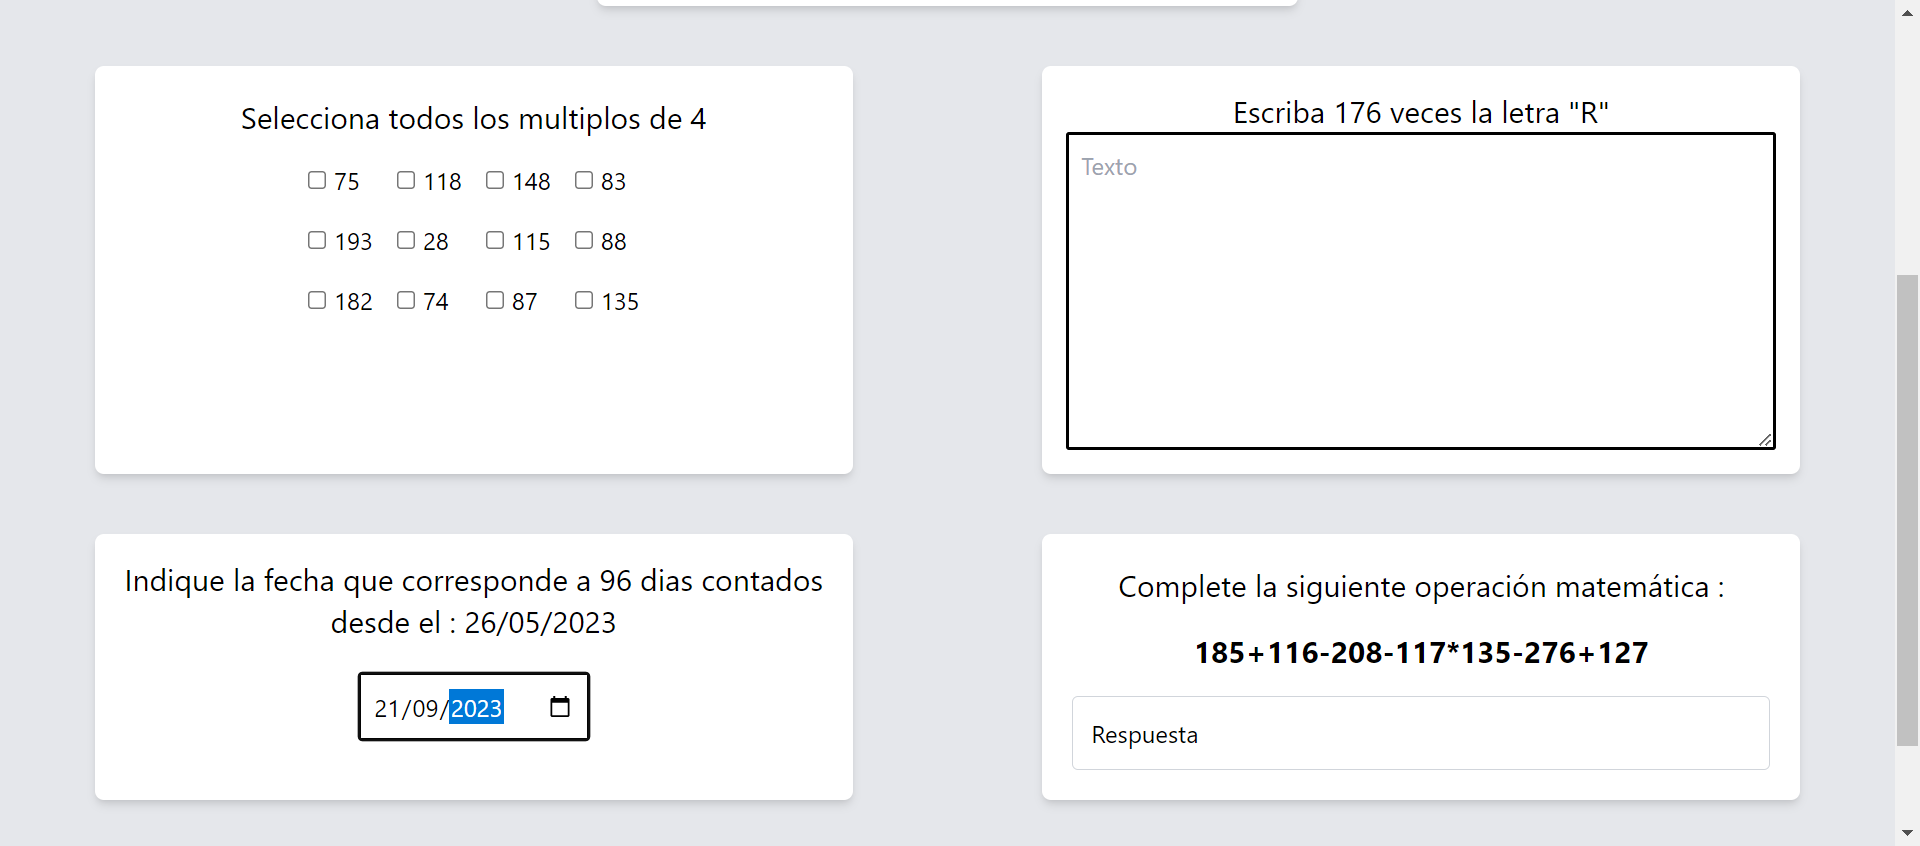 Selecciona todos los multiplos de 4
75 118 148 83
193 28 115 88
182 74 87 135
Escriba 176 veces la letra "R"
Texto
Indique la fecha que corresponde a 96 dias contados
desde el : 26/05/2023
21/09/2023
Complete la siguiente operación matemática :
185+116-208-117*135-276+127
Respuesta